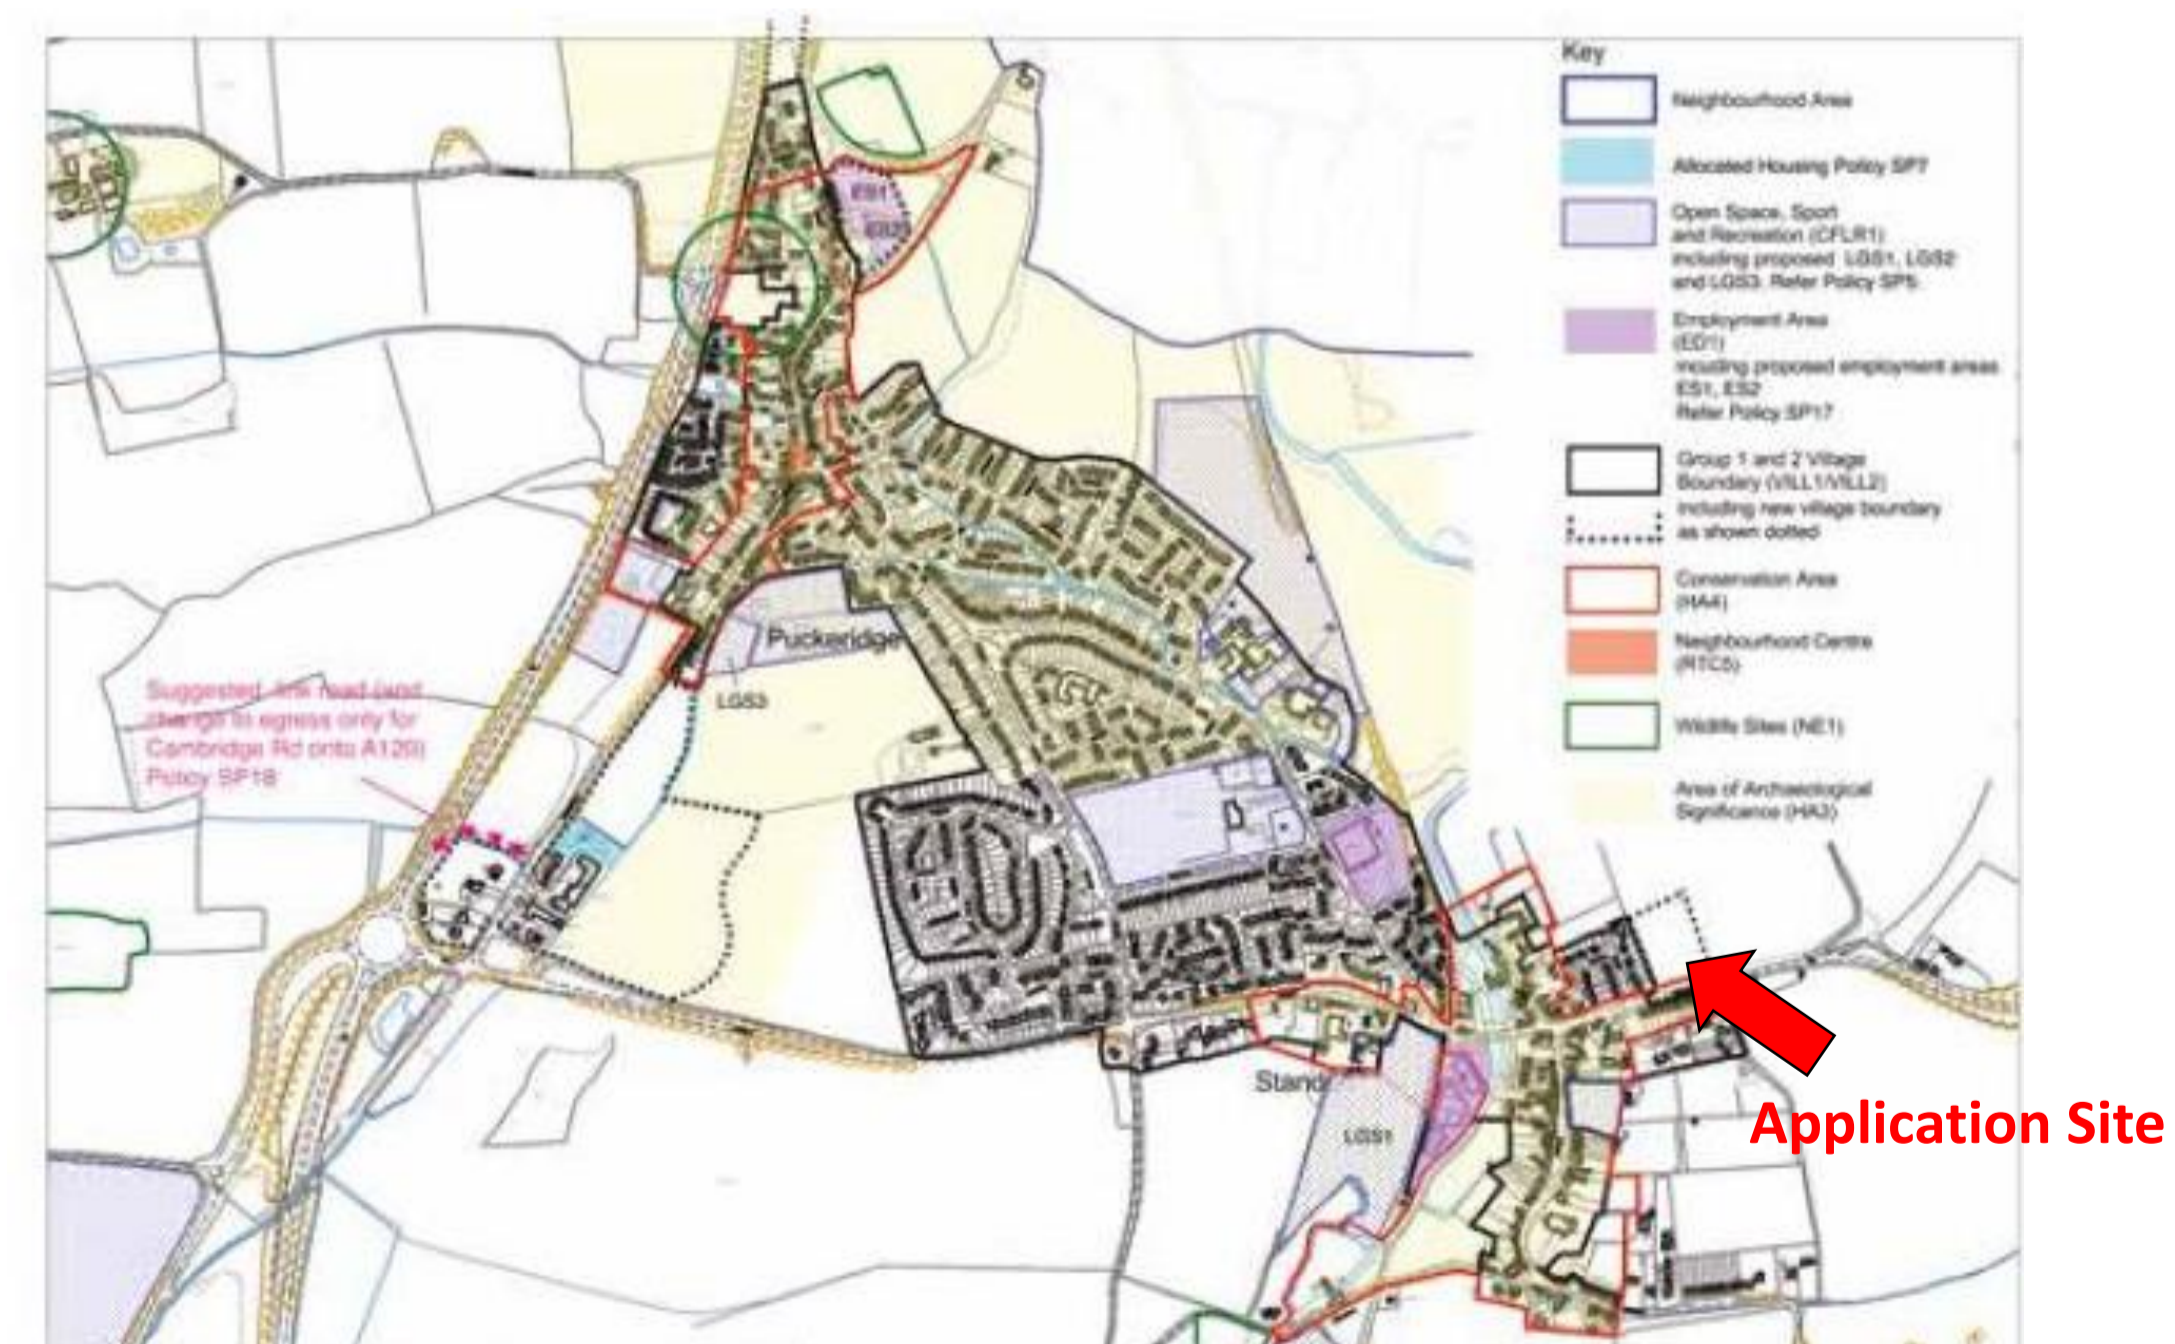 Key
Neighbourhood Area
Allocated Housing Policy SP7
Open Space, Sport
and Recreation (CFLR1)
including proposed LGS1, LGS2
and LGS3. Refer Policy SP5
Employment Area
(ED1)
incuding proposed employment areas
ES1, ES2
Refer Policy SP17
Group 1 and 2 Village
Boundary (VILL1/VILL2)
including new village boundary
as shown dotted
Conservation Area
(HA4)
Neighbourhood Centre
(RTC5)
Wildlife Sites (NE1)
Area of Archaeological
Significance (HA3)
ES1
ES2
Puckeridge
LGS3
Suggested link road (and
change to egress only for
Cambridge Rd onto A120)
Policy SP18
Stand
LGS1
Application Site